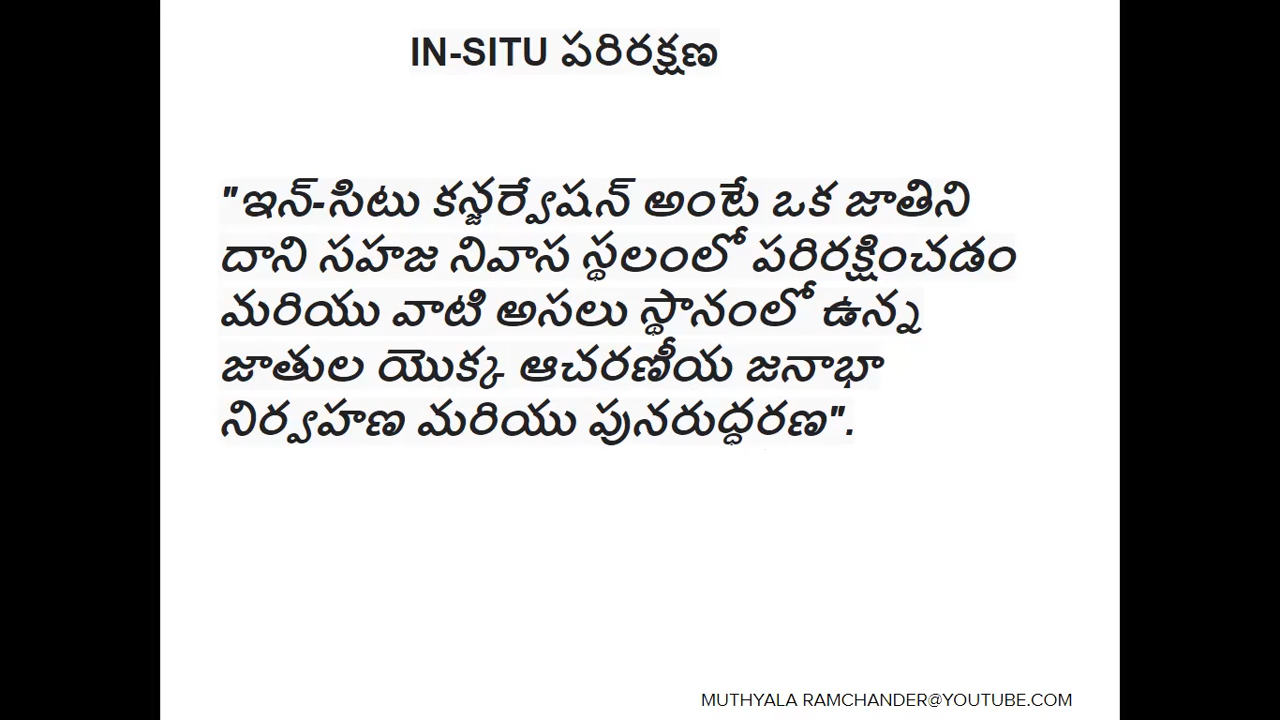 IN-SITU పరిరక్షణ
"ఇన్-సిటు కన్జర్వేషన్ అంటే ఒక జాతిని
దాని సహజ నివాస స్థలంలో పరిరక్షించడం
మరియు వాటి అసలు స్థానంలో ఉన్న
జాతుల యొక్క ఆచరణీయ జనాభా
నిర్వహణ మరియు పునరుద్ధరణ".
MUTHYALA RAMCHANDER@YOUTUBE.COM